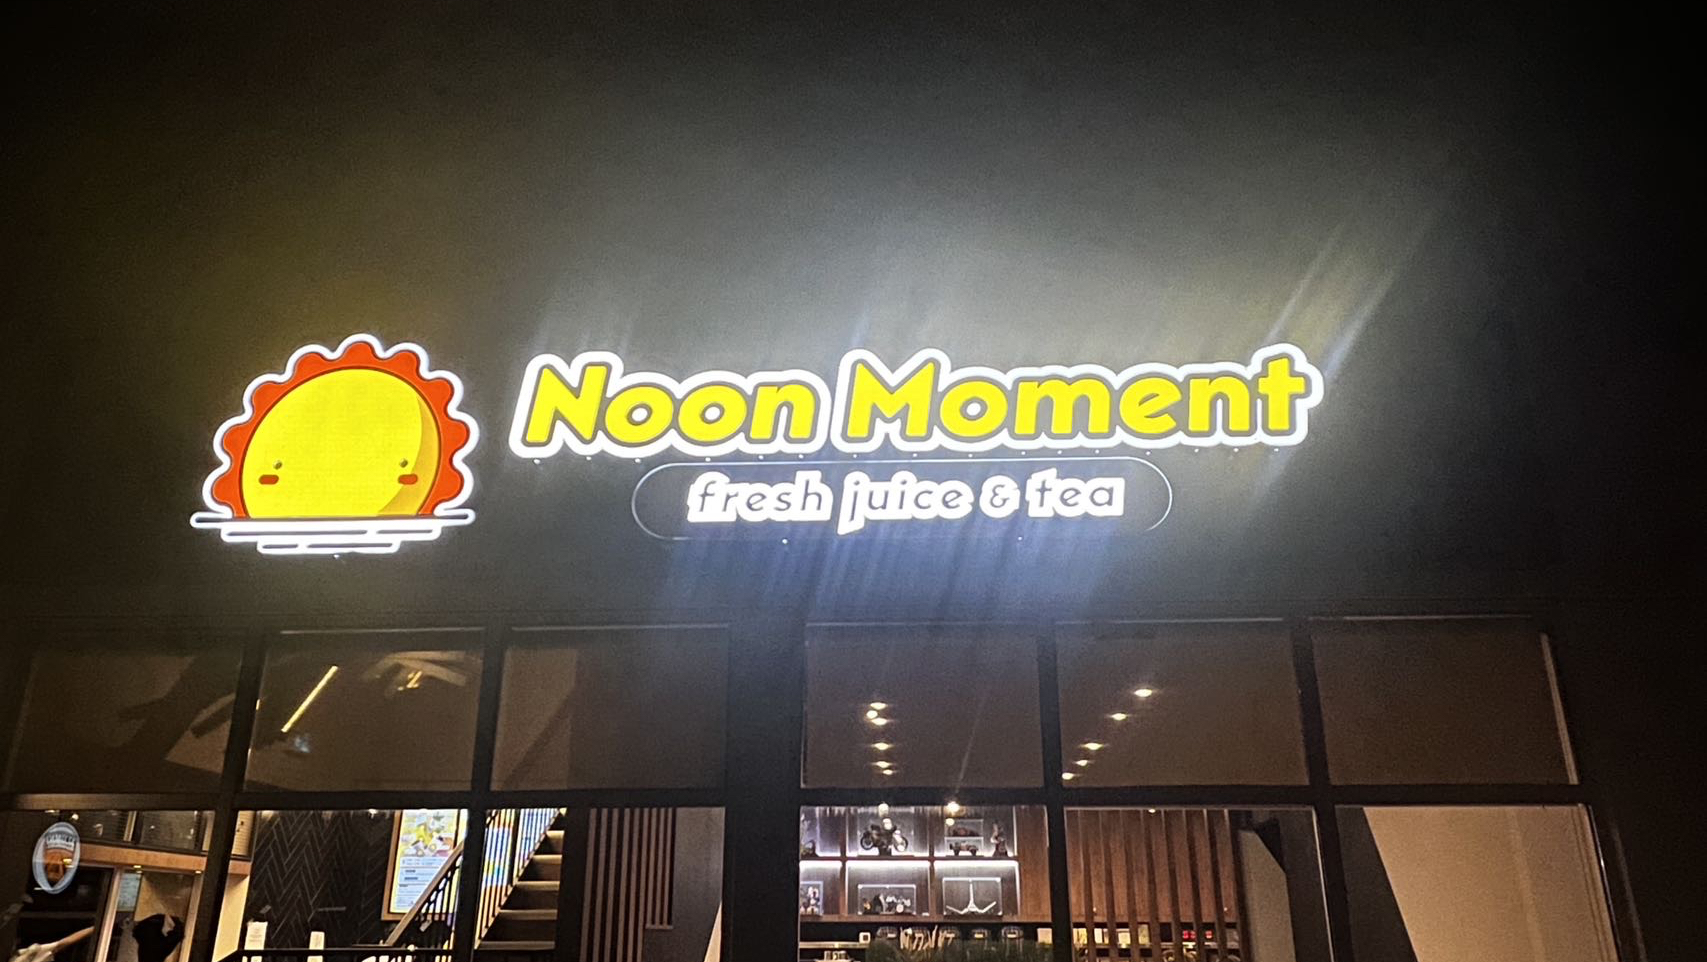 Noon Moment
fresh juice & tea